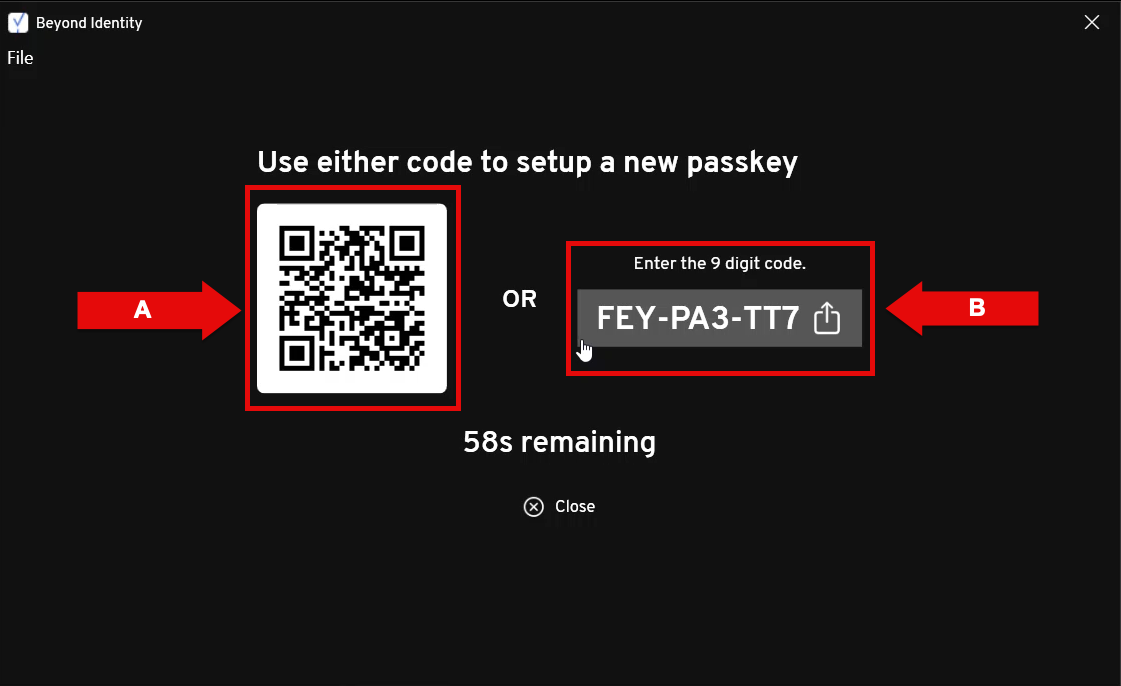 Beyond Identity
File
Use either code to setup a new passkey
A
OR
Enter the 9 digit code.
FEY-PA3-TT7
B
58s remaining
Close